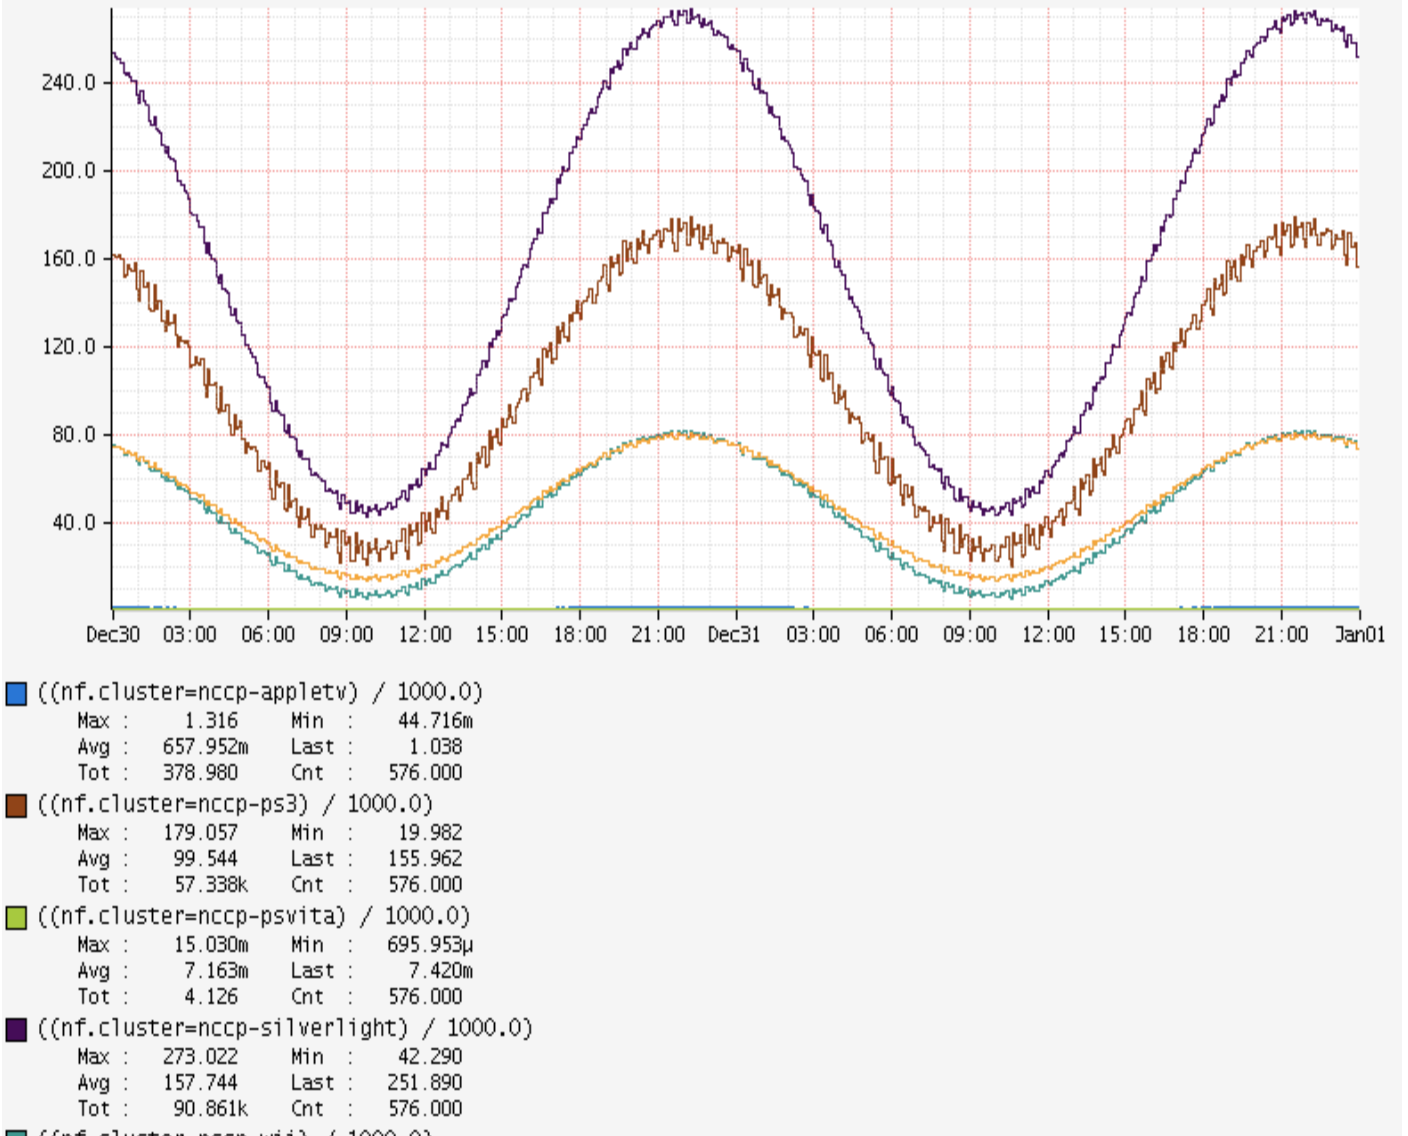 240.0
200.0
160.0
120.0
80.0
40.0
Dec30 03:00 06:00 09:00 12:00 15:00 18:00 21:00 Dec31 03:00 06:00 09:00 12:00 15:00 18:00 21:00 Jan01
((nf.cluster=nccp-appletv) / 1000.0)
Max : 1.316 Min : 44.716m
Avg : 657.952m Last : 1.038
Tot : 378.980 Cnt : 576.000
((nf.cluster=nccp-ps3) / 1000.0)
Max : 179.057 Min : 19.982
Avg : 99.544 Last : 155.962
Tot : 57.338k Cnt : 576.000
((nf.cluster=nccp-psvita) / 1000.0)
Max : 15.030m Min : 695.953µ
Avg : 7.163m Last : 7.420m
Tot : 4.126 Cnt : 576.000
((nf.cluster=nccp-silverlight) / 1000.0)
Max : 273.022 Min : 42.290
Avg : 157.744 Last : 251.890
Tot : 90.861k Cnt : 576.000
((nf.cluster=nccp-wii) / 1000.0)